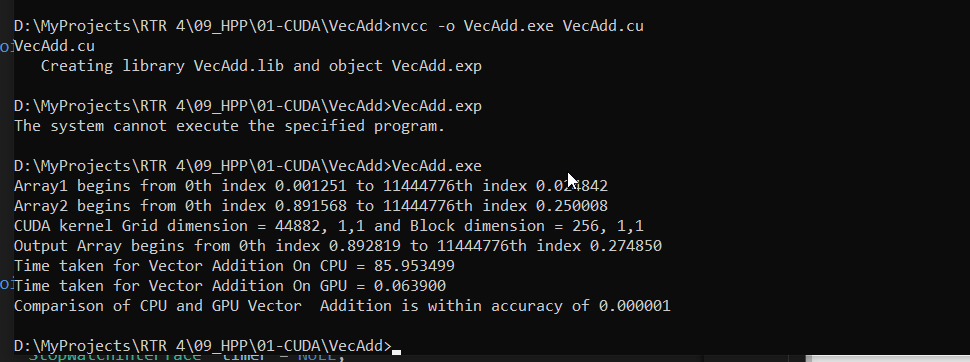 D:\MyProjects\RTR 4\09_HPP\01-CUDA\VecAdd>nvcc -o VecAdd.exe VecAdd.cu
VecAdd.cu
Creating library VecAdd.lib and object VecAdd.exp
D:\MyProjects\RTR 4\09_HPP\01-CUDA\VecAdd>VecAdd.exp
The system cannot execute the specified program.
D:\MyProjects\RTR 4\09_HPP\01-CUDA\VecAdd>VecAdd.exe
Array1 begins from 0th index 0.001251 to 11444776th index 0.024842
Array2 begins from 0th index 0.891568 to 11444776th index 0.250008
CUDA kernel Grid dimension = 44882, 1,1 and Block dimension = 256, 1,1
Output Array begins from 0th index 0.892819 to 11444776th index 0.274850
Time taken for Vector Addition On CPU = 85.953499
Time taken for Vector Addition On GPU = 0.063900
Comparison of CPU and GPU Vector  Addition is within accuracy of 0.000001
D:\MyProjects\RTR 4\09_HPP\01-CUDA\VecAdd>
StopWatchInterface *timer = NULL;